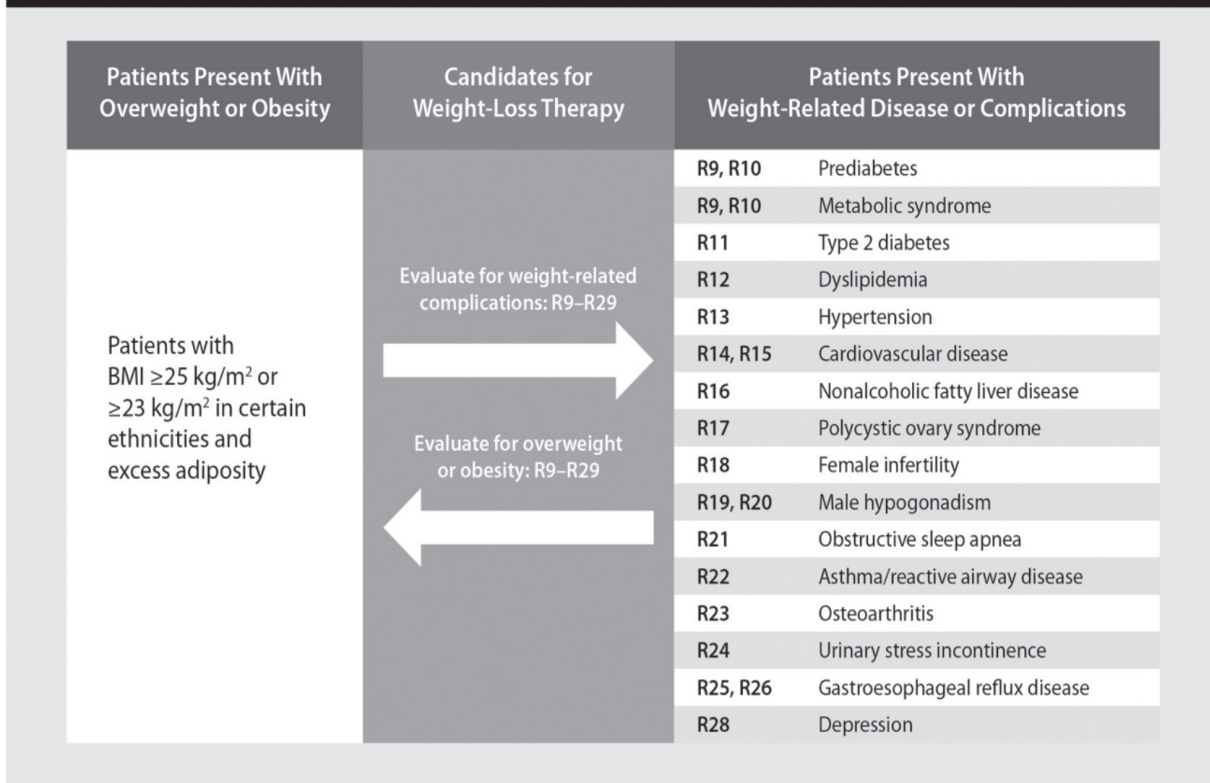 Patients Present With
Overweight or Obesity
Candidates for
Weight-Loss Therapy
Patients Present With
Weight-Related Disease or Complications
Patients with
BMI ≥25 kg/m² or
≥23 kg/m² in certain
ethnicities and
excess adiposity
Evaluate for weight-related
complications: R9–R29
Evaluate for overweight
or obesity: R9–R29
R9, R10 Prediabetes
R9, R10 Metabolic syndrome
R11 Type 2 diabetes
R12 Dyslipidemia
R13 Hypertension
R14, R15 Cardiovascular disease
R16 Nonalcoholic fatty liver disease
R17 Polycystic ovary syndrome
R18 Female infertility
R19, R20 Male hypogonadism
R21 Obstructive sleep apnea
R22 Asthma/reactive airway disease
R23 Osteoarthritis
R24 Urinary stress incontinence
R25, R26 Gastroesophageal reflux disease
R28 Depression